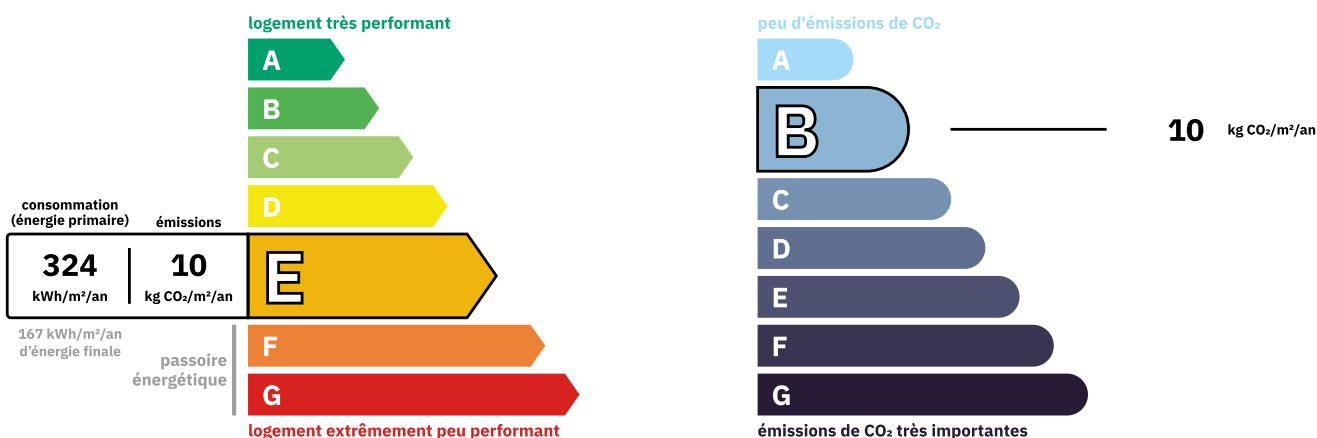 logement très performant
A
B
C
D
consommation
(énergie primaire)
émissions
324
kWh/m²/an
10
kg CO₂/m²/an
E
167 kWh/m²/an
d'énergie finale
passoire
énergétique
F
G
logement extrêmement peu performant
peu d'émissions de CO₂
A
B
10 kg CO₂/m²/an
C
D
E
F
G
émissions de CO₂ très importantes